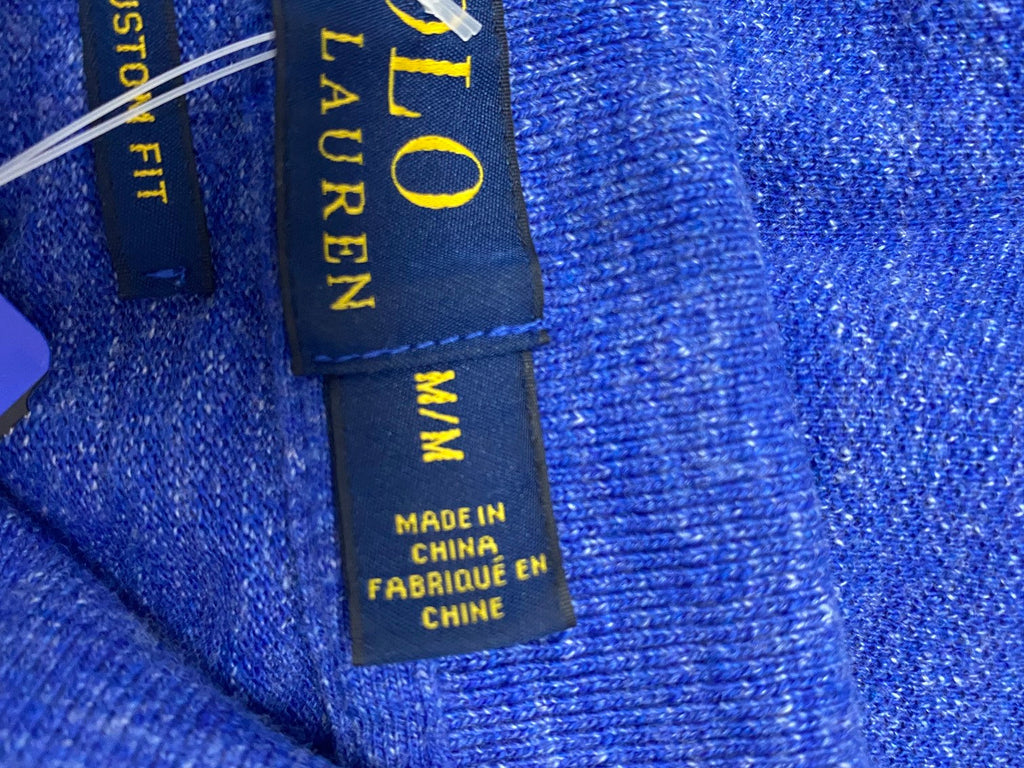 USTOM FIT
OLO
LAUREN
M/M
MADE IN
CHINA
FABRIQUÉ EN
CHINE